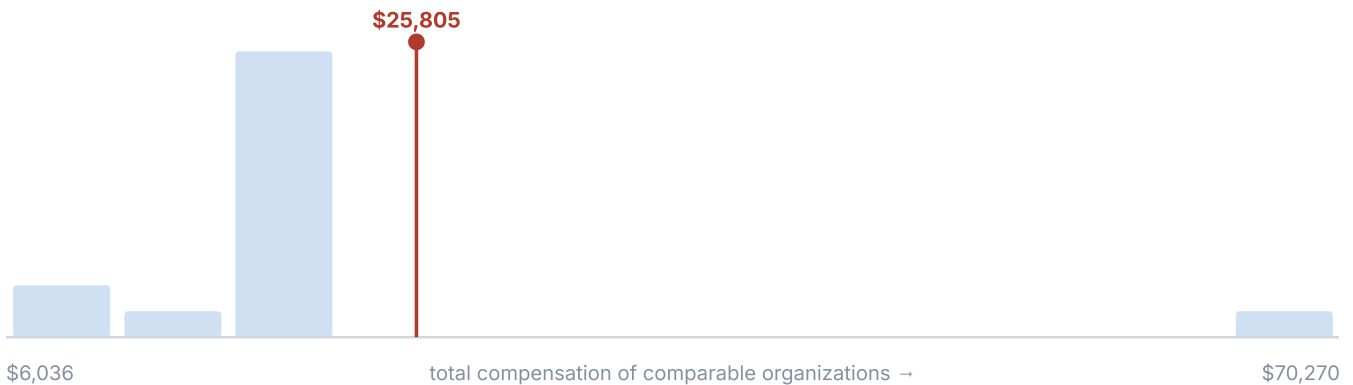 $25,805
$6,036
total compensation of comparable organizations →
$70,270